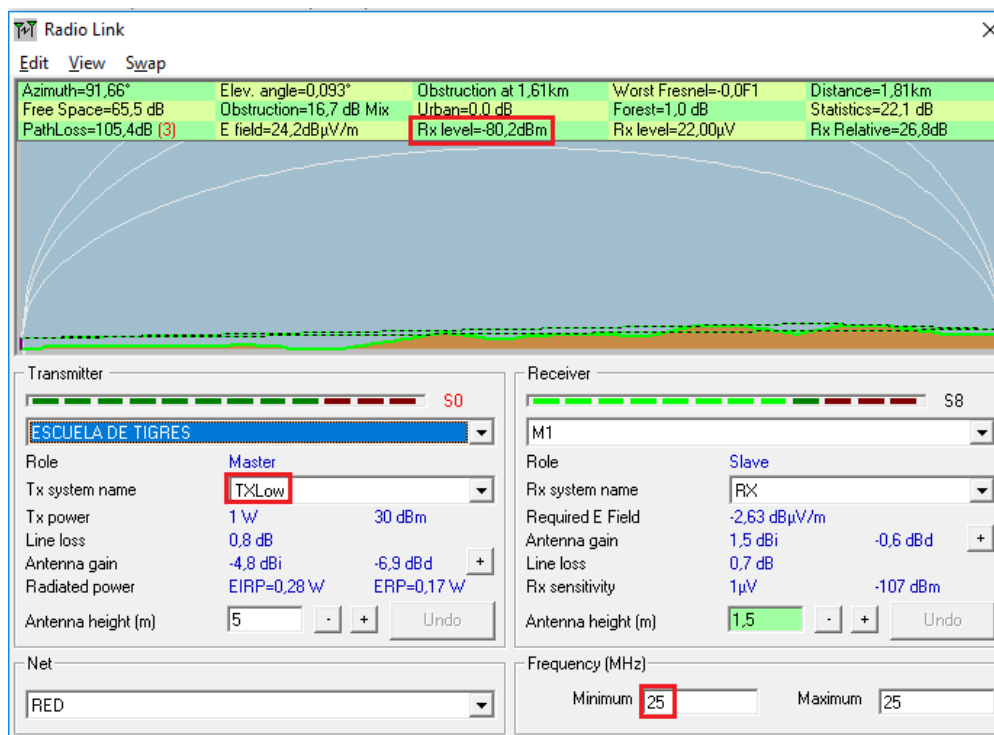 Radio Link
Edit View Swap
Azimuth=91,66° Elev. angle=0,093° Obstruction at 1,61km Worst Fresnel=-0,0F1 Distance=1,81km
Free Space=65,5 dB Obstruction=16,7 dB Mix Urban=0,0 dB Forest=1,0 dB Statistics=22,1 dB
PathLoss=105,4dB (3) E field=24,2dBµV/m Rx level=-80,2dBm Rx level=22,00µV Rx Relative=26,8dB
Transmitter
S0
ESCUELA DE TIGRES
Role Master
Tx system name TXLow
Tx power 1 W 30 dBm
Line loss 0,8 dB
Antenna gain -4,8 dBi -6,9 dBd +
Radiated power EIRP=0,28 W ERP=0,17 W
Antenna height (m) 5 - + Undo
Receiver
S8
M1
Role Slave
Rx system name RX
Required E Field -2,63 dBµV/m
Antenna gain 1,5 dBi -0,6 dBd +
Line loss 0,7 dB
Rx sensitivity 1µV -107 dBm
Antenna height (m) 1,5 - + Undo
Net
RED
Frequency (MHz)
Minimum 25 Maximum 25